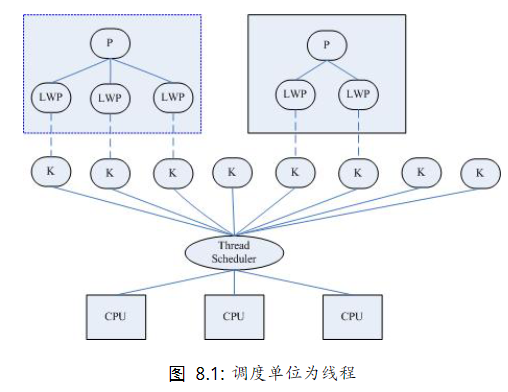 P
P
LWP
LWP
LWP
LWP
LWP
K
K
K
K
K
K
K
K
Thread
Scheduler
CPU
CPU
CPU
图 8.1: 调度单位为线程